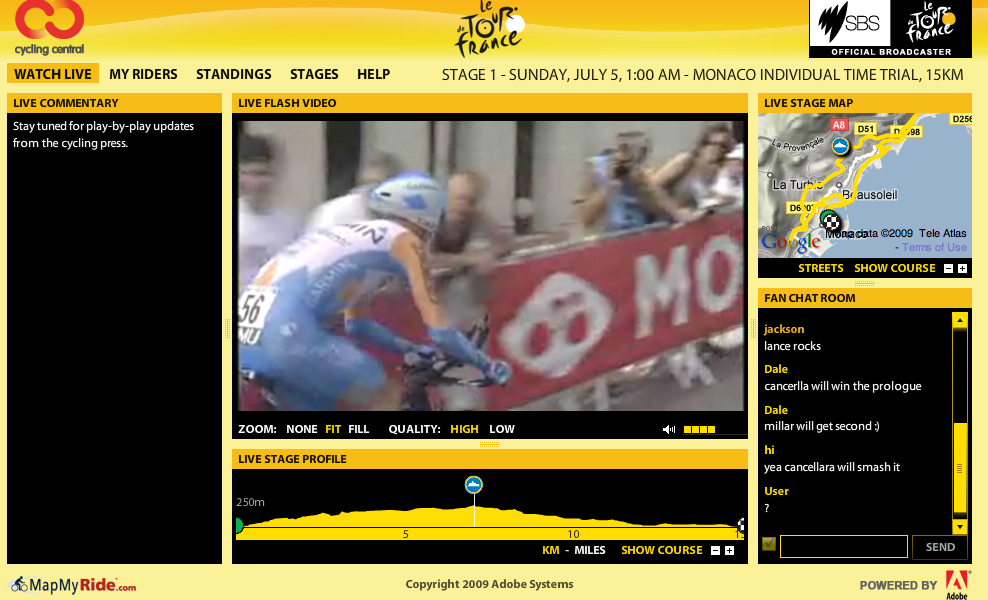 cycling central
le TOUR de france
SBS
le TOUR de france
OFFICIAL BROADCASTER
WATCH LIVE MY RIDERS STANDINGS STAGES HELP
STAGE 1 - SUNDAY, JULY 5, 1:00 AM - MONACO INDIVIDUAL TIME TRIAL, 15KM
LIVE COMMENTARY
Stay tuned for play-by-play updates
from the cycling press.
LIVE FLASH VIDEO
56
MO
ZOOM: NONE FIT FILL QUALITY: HIGH LOW
LIVE STAGE PROFILE
250m
5 10
KM - MILES SHOW COURSE
LIVE STAGE MAP
A8
D51
La Provençale
La Turbie
Beausoleil
Google
data ©2009 Tele Atlas
- Terms of Use
STREETS SHOW COURSE
FAN CHAT ROOM
jackson
lance rocks
Dale
cancerlla will win the prologue
Dale
millar will get second :)
hi
yea cancellara will smash it
User
?
SEND
MapMyRide.com
Copyright 2009 Adobe Systems
POWERED BY
Adobe